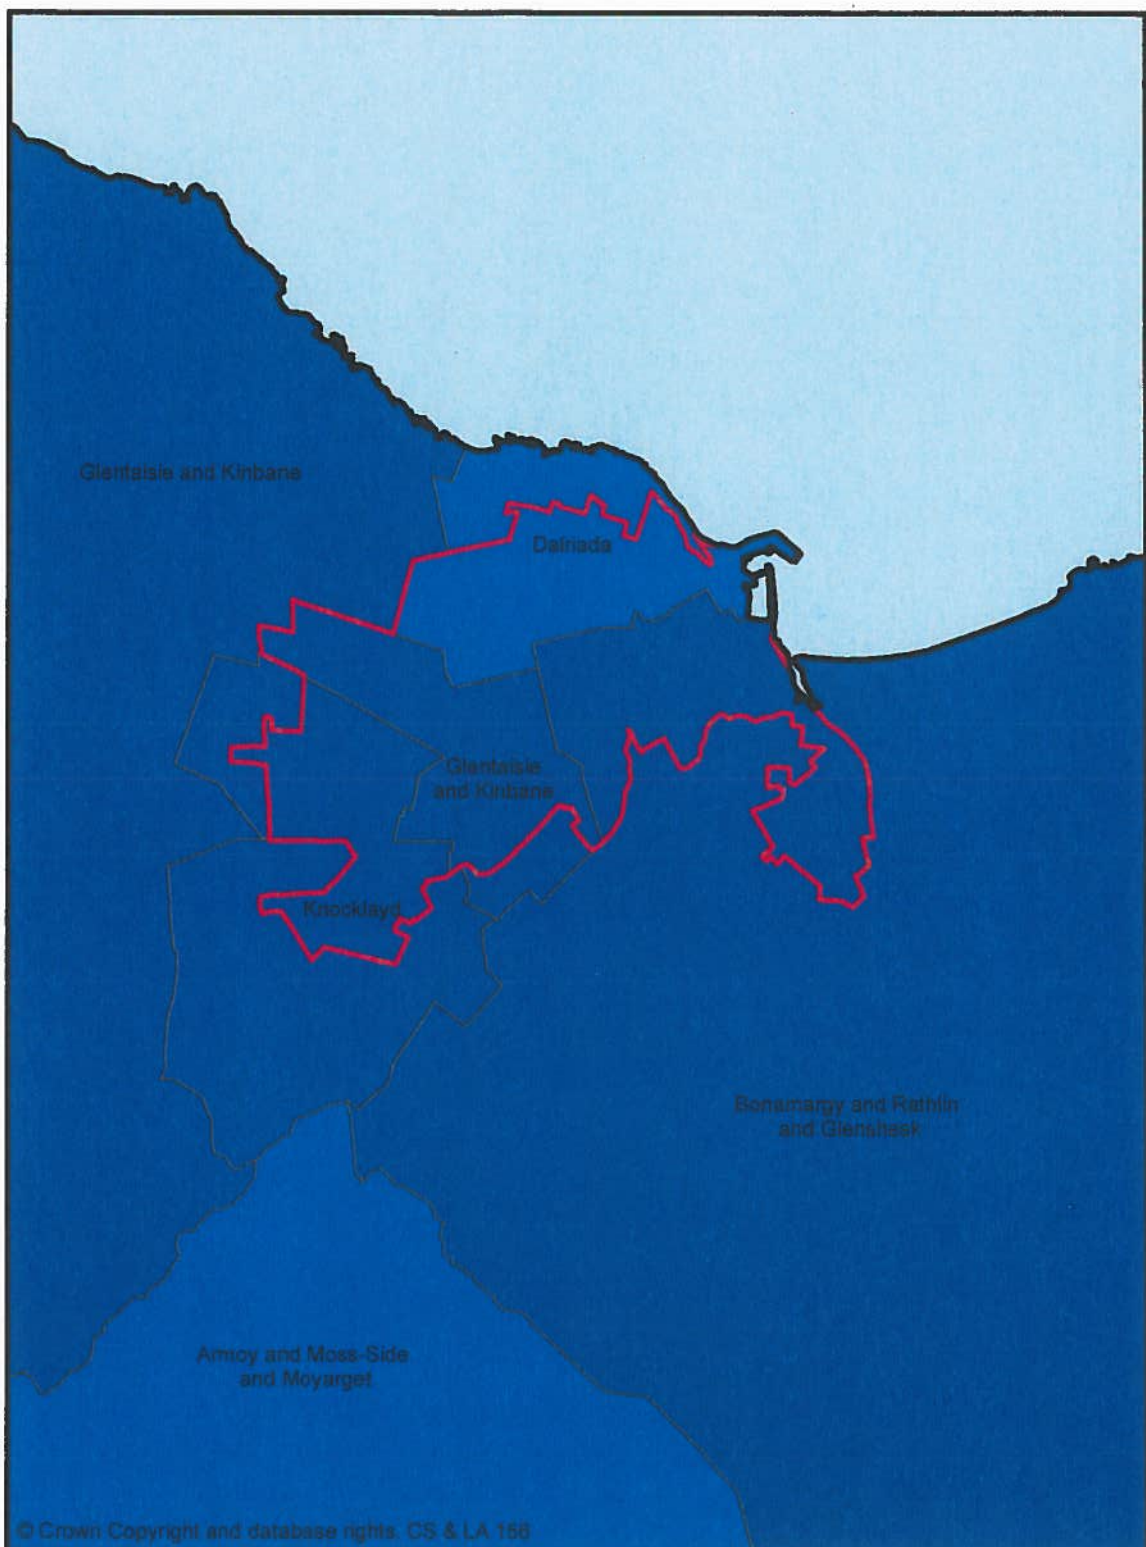 Glentaisie and Kinbane
Dalriada
Glentaisie
and Kinbane
Knocklayd
Bonamargy and Rathlin
and Glenshesk
Armoy and Moss-Side
and Moyarget
© Crown Copyright and database rights. CS & LA 156